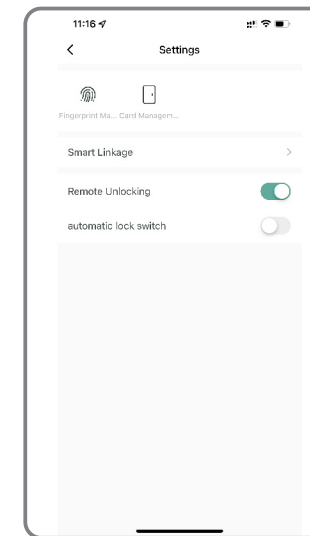 11:16
Settings
Fingerprint Ma... Card Managem...
Smart Linkage
Remote Unlocking
automatic lock switch